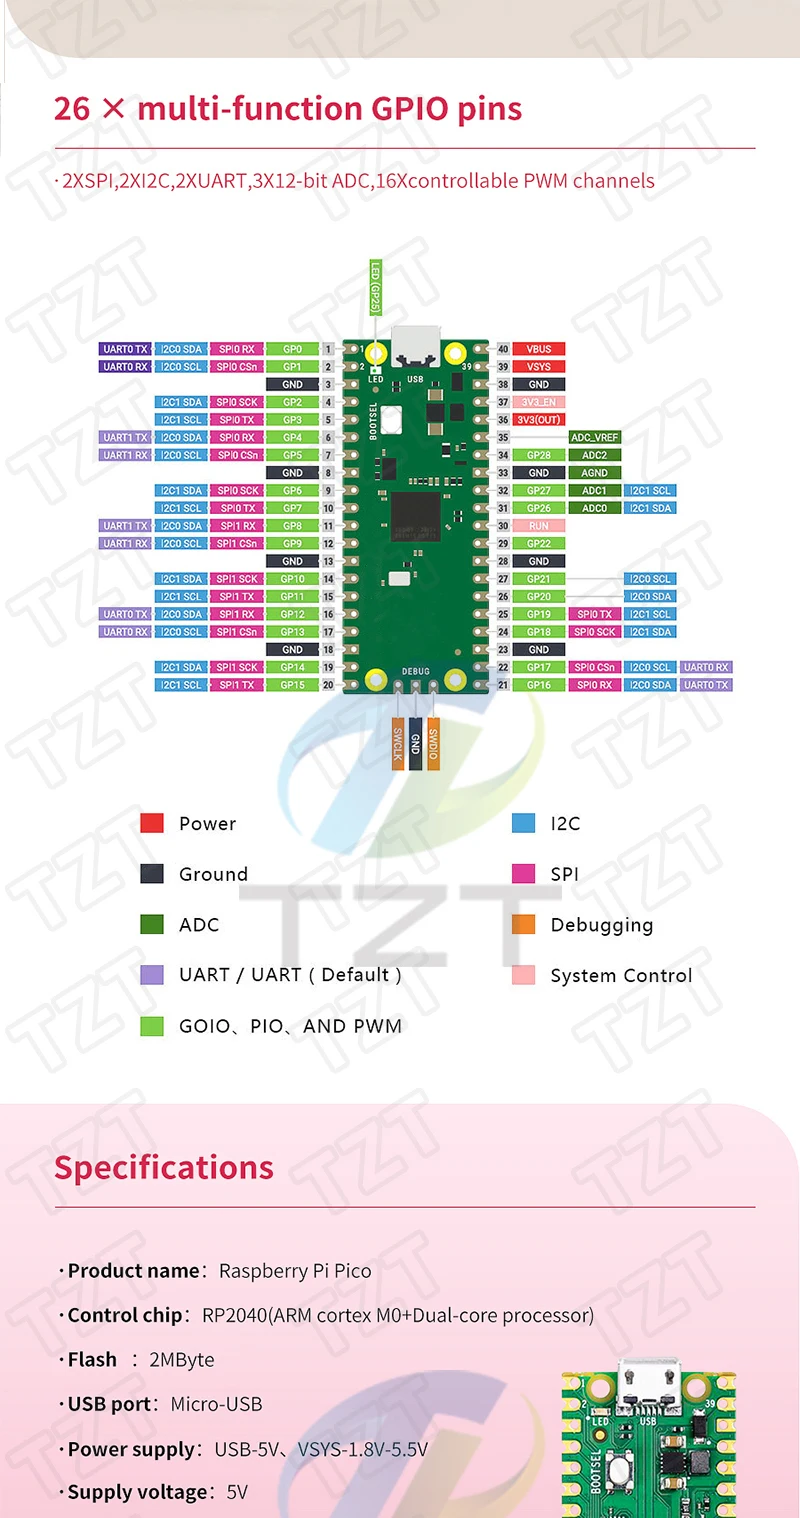 26 × multi-function GPIO pins
·2XSPI,2XI2C,2XUART,3X12-bit ADC,16Xcontrollable PWM channels
LED (GP25)
UART0 TX I2C0 SDA SPI0 RX GP0 1 1 40 VBUS
UART0 RX I2C0 SCL SPI0 CSn GP1 2 2 39 39 VSYS
GND 3 LED USB 38 GND
I2C1 SDA SPI0 SCK GP2 4 37 3V3_EN
I2C1 SCL SPI0 TX GP3 5 BOOTSEL 36 3V3(OUT)
UART1 TX I2C0 SDA SPI0 RX GP4 6 35 ADC_VREF
UART1 RX I2C0 SCL SPI0 CSn GP5 7 34 GP28 ADC2
GND 8 33 GND AGND
I2C1 SDA SPI0 SCK GP6 9 32 GP27 ADC1 I2C1 SCL
I2C1 SCL SPI0 TX GP7 10 31 GP26 ADC0 I2C1 SDA
UART1 TX I2C0 SDA SPI1 RX GP8 11 30 RUN
UART1 RX I2C0 SCL SPI1 CSn GP9 12 29 GP22
GND 13 28 GND
I2C1 SDA SPI1 SCK GP10 14 27 GP21 I2C0 SCL
I2C1 SCL SPI1 TX GP11 15 26 GP20 I2C0 SDA
UART0 TX I2C0 SDA SPI1 RX GP12 16 25 GP19 SPI0 TX I2C1 SCL
UART0 RX I2C0 SCL SPI1 CSn GP13 17 24 GP18 SPI0 SCK I2C1 SDA
GND 18 23 GND
I2C1 SDA SPI1 SCK GP14 19 DEBUG 22 GP17 SPI0 CSn I2C0 SCL UART0 RX
I2C1 SCL SPI1 TX GP15 20 21 GP16 SPI0 RX I2C0 SDA UART0 TX
SWCLK GND SWDIO
Power I2C
Ground SPI
ADC Debugging
UART / UART ( Default ) System Control
GOIO、PIO、AND PWM
TZT
Specifications
·Product name：Raspberry Pi Pico
·Control chip：RP2040(ARM cortex M0+Dual-core processor)
·Flash ：2MByte
·USB port：Micro-USB
·Power supply：USB-5V、VSYS-1.8V-5.5V
·Supply voltage：5V
1
2 39
LED USB
BOOTSEL